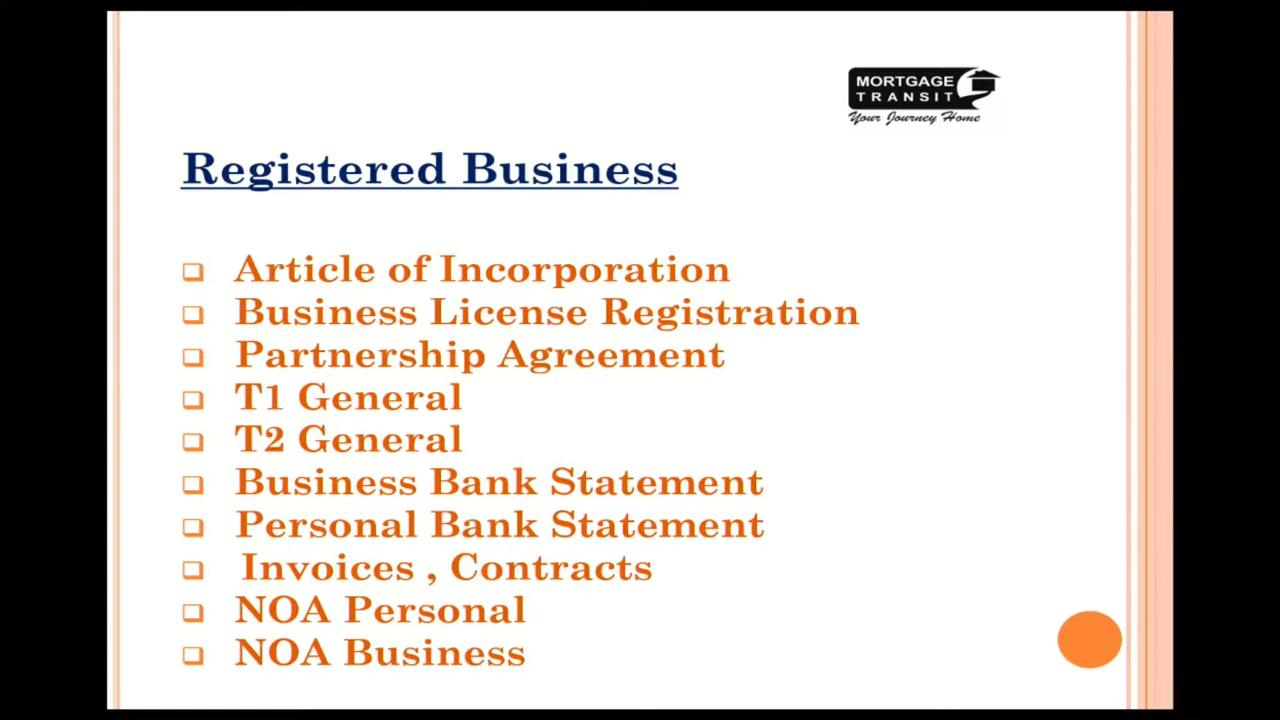 MORTGAGE
TRANSIT
Your Journey Home
Registered Business
Article of Incorporation
Business License Registration
Partnership Agreement
T1 General
T2 General
Business Bank Statement
Personal Bank Statement
Invoices , Contracts
NOA Personal
NOA Business